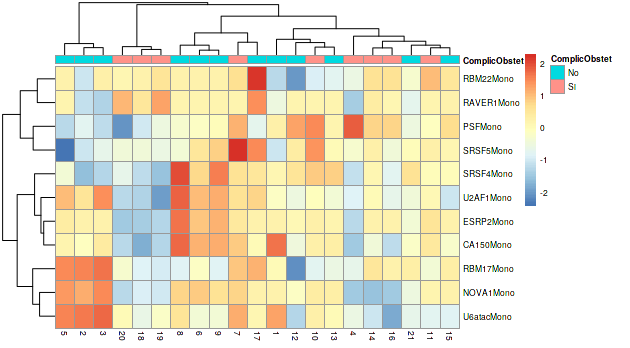 ComplicObstet
ComplicObstet
No
SI
2
1
0
-1
-2
RBM22Mono
RAVER1Mono
PSFMono
SRSF5Mono
SRSF4Mono
U2AF1Mono
ESRP2Mono
CA150Mono
RBM17Mono
NOVA1Mono
U6atacMono
5 2 3 20 18 19 8 6 9 7 17 1 12 10 13 4 14 16 21 11 15